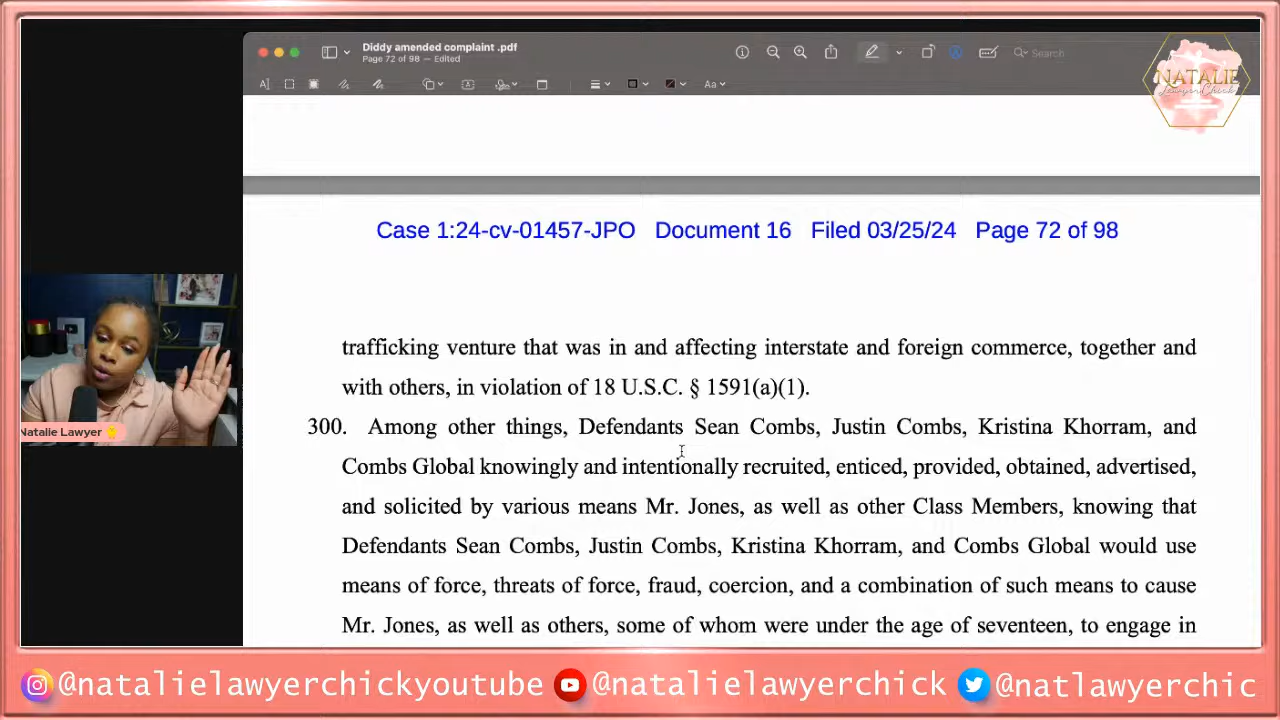 Diddy amended complaint .pdf
Page 72 of 98 — Edited
Search
NATALIE
LawyerChick
Case 1:24-cv-01457-JPO Document 16 Filed 03/25/24 Page 72 of 98
trafficking venture that was in and affecting interstate and foreign commerce, together and
with others, in violation of 18 U.S.C. § 1591(a)(1).
300. Among other things, Defendants Sean Combs, Justin Combs, Kristina Khorram, and
Combs Global knowingly and intentionally recruited, enticed, provided, obtained, advertised,
and solicited by various means Mr. Jones, as well as other Class Members, knowing that
Defendants Sean Combs, Justin Combs, Kristina Khorram, and Combs Global would use
means of force, threats of force, fraud, coercion, and a combination of such means to cause
Mr. Jones, as well as others, some of whom were under the age of seventeen, to engage in
Natalie Lawyer
@natalielawyerchickyoutube @natalielawyerchick @natlawyerchic